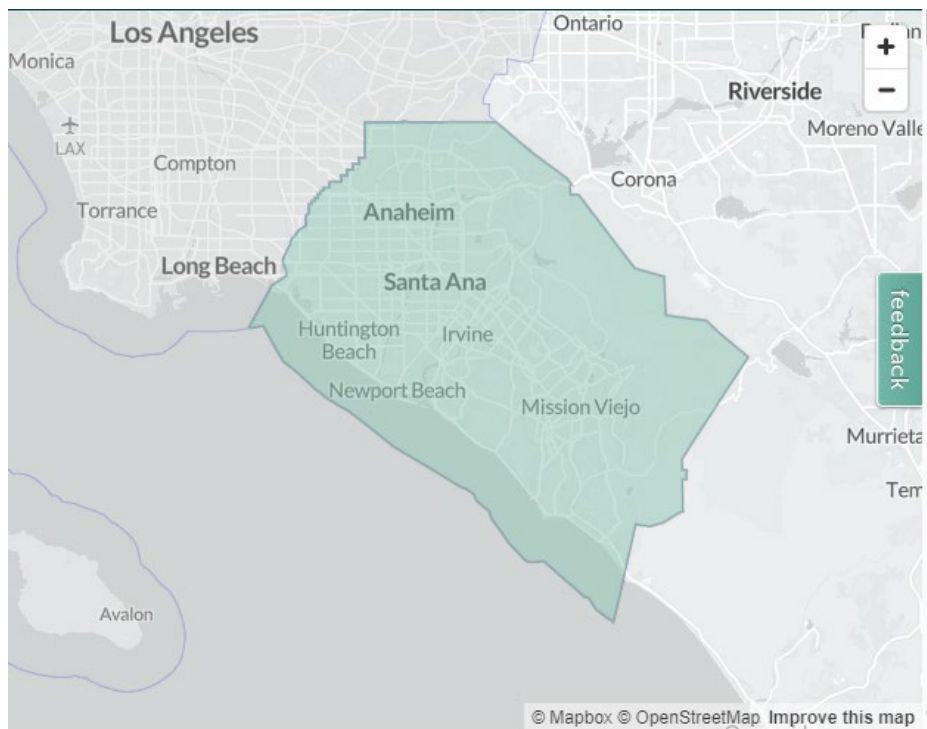 Ontario
Los Angeles
+
Monica
−
Riverside
LAX
Moreno Valle
Compton
Corona
Torrance
Anaheim
Long Beach
Santa Ana
feedback
Huntington
Beach
Irvine
Newport Beach
Mission Viejo
Murrieta
Tem
Avalon
© Mapbox © OpenStreetMap Improve this map